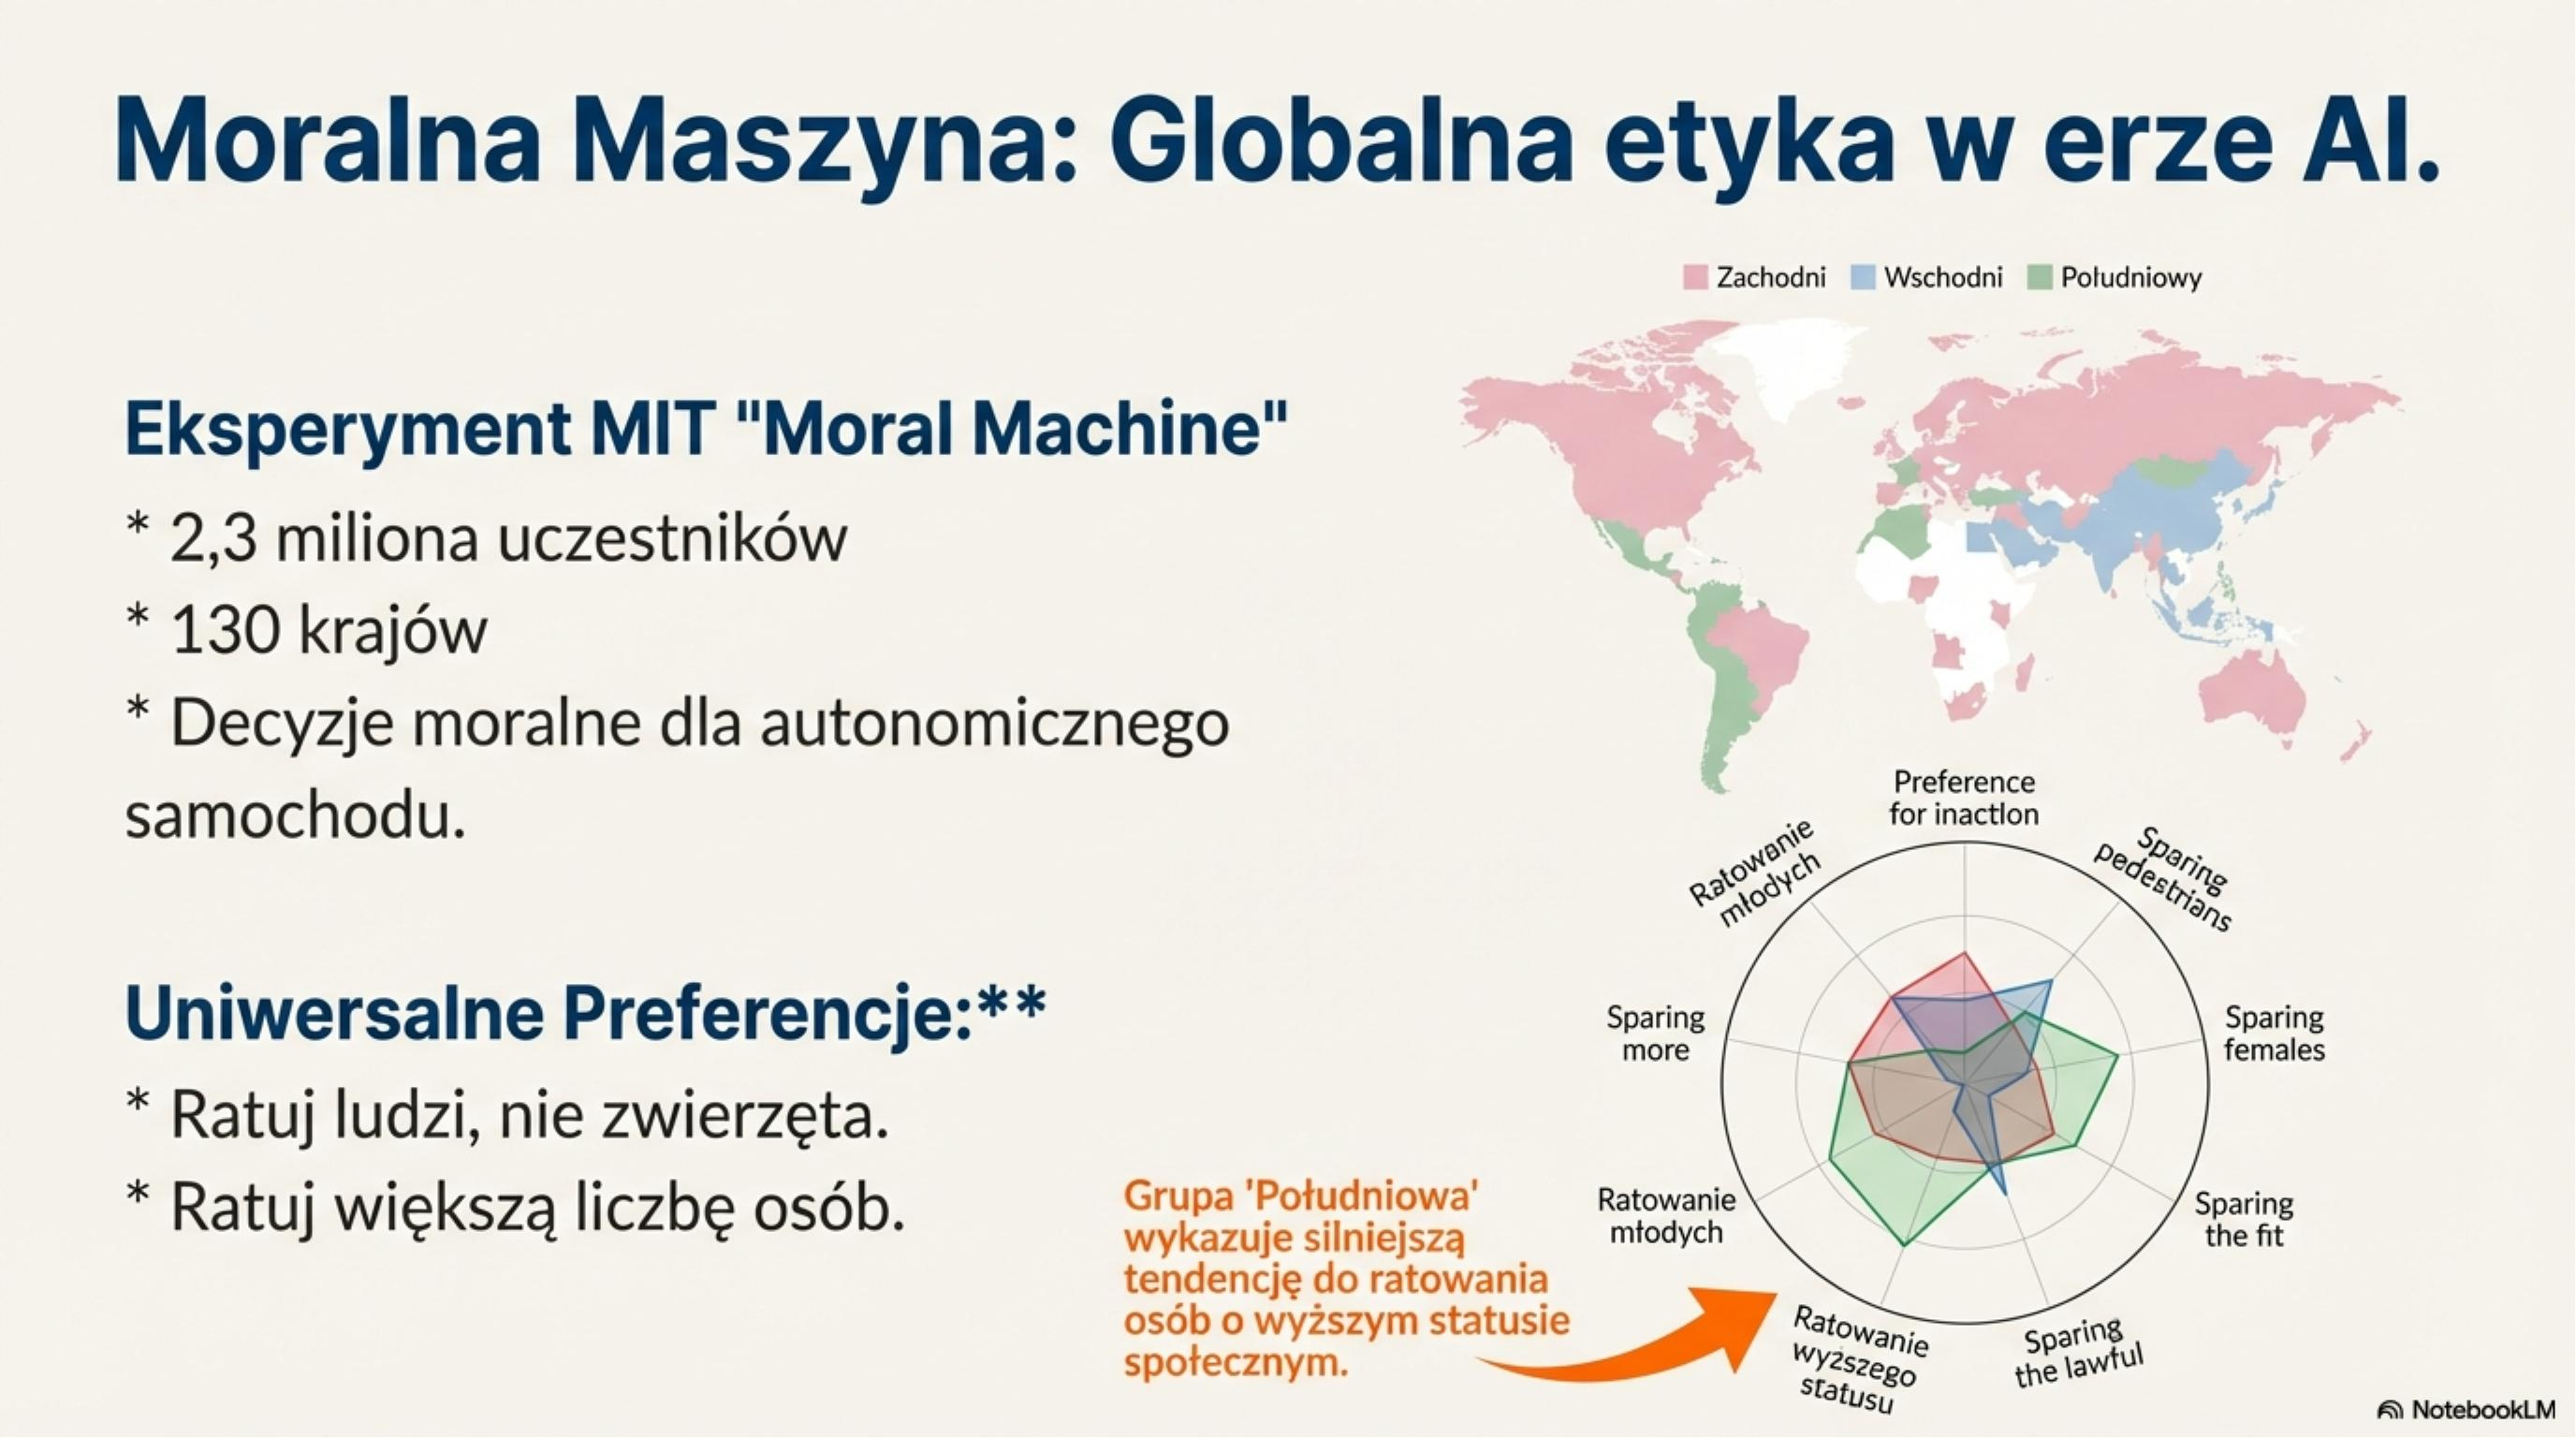 Moralna Maszyna: Globalna etyka w erze AI.
Eksperyment MIT "Moral Machine"
* 2,3 miliona uczestników
* 130 krajów
* Decyzje moralne dla autonomicznego
samochodu.
Uniwersalne Preferencje:**
* Ratuj ludzi, nie zwierzęta.
* Ratuj większą liczbę osób.
Grupa 'Południowa'
wykazuje silniejszą
tendencję do ratowania
osób o wyższym statusie
społecznym.
Zachodni Wschodni Południowy
Preference
for inaction
Sparing
pedestrians
Sparing
females
Sparing
the fit
Sparing
the lawful
Ratowanie
wyższego
statusu
Ratowanie
młodych
Sparing
more
Ratowanie
młodych
NotebookLM